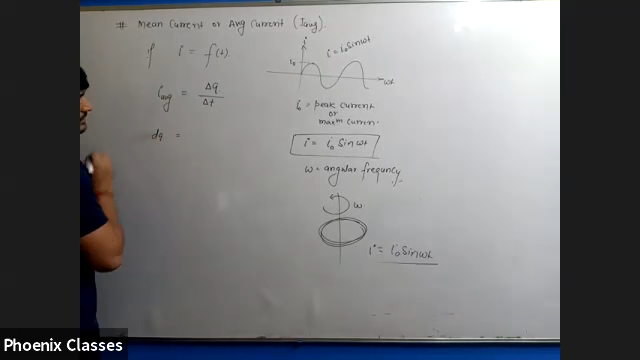 # Mean Current or Avg Current (Iavg).
if i = f(t).
iavg = Δq / Δt
dq =
i
i0
i = i0 sin ωt
ωt
i0 = peak current
or
maxm current.
i = i0 sin ωt
ω = angular frequncy
ω
i = i0 sin ωt
Phoenix Classes